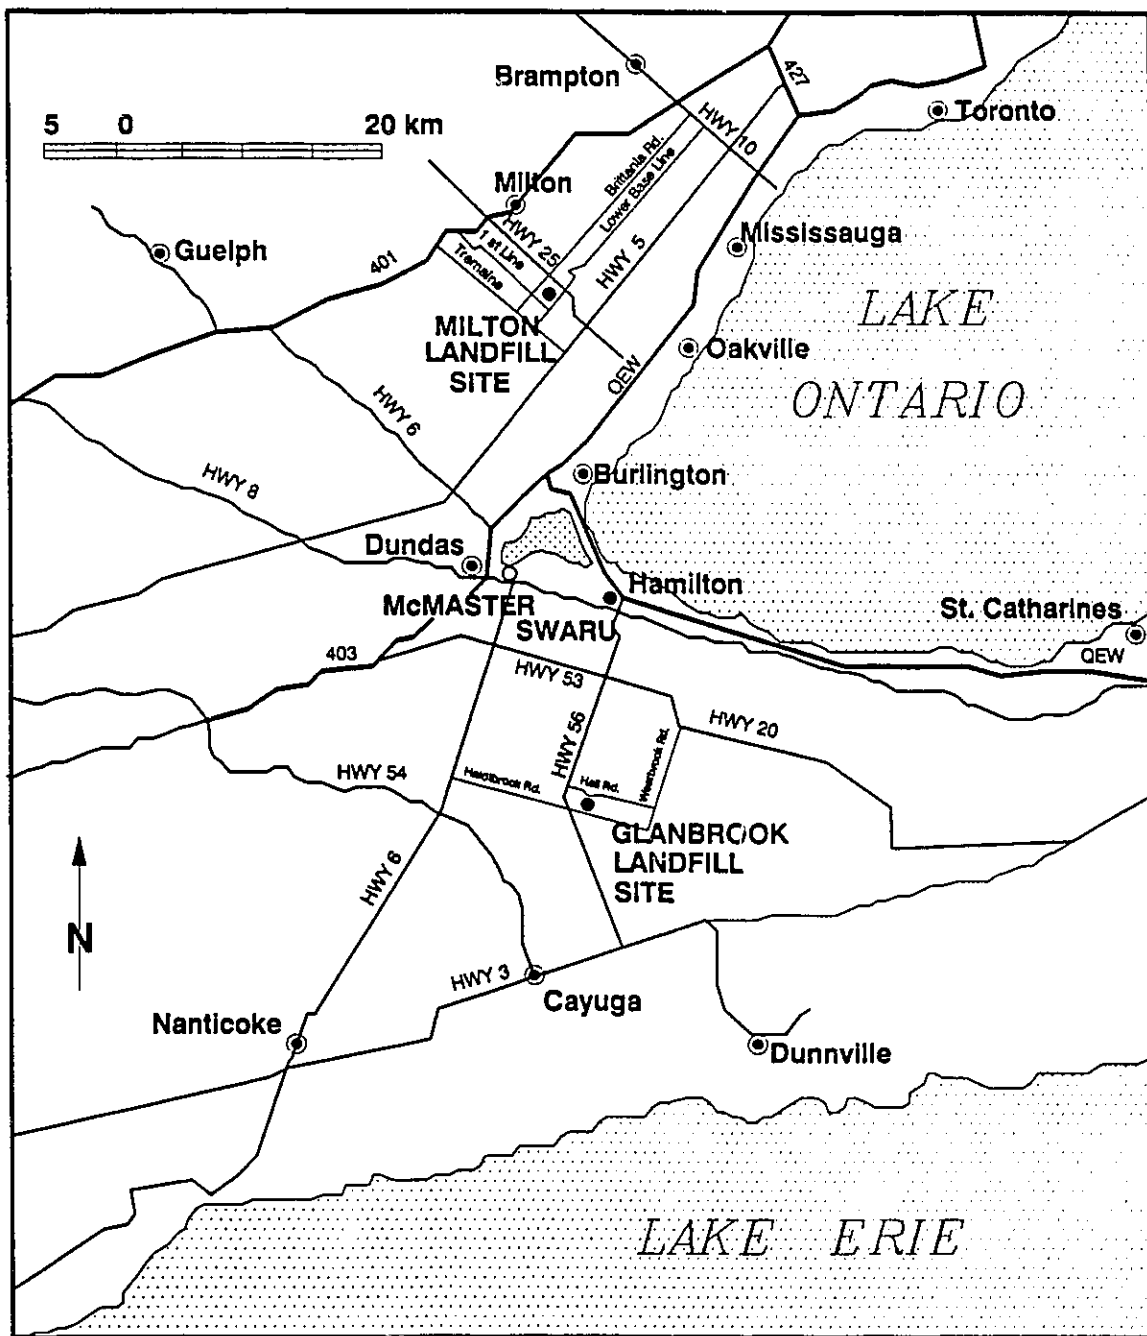 Brampton
427
Toronto
5 0 20 km
HWY 10
Brittania Rd.
Lower Base Line
Milton
Mississauga
Guelph
HWY 25
1 st Line
Tremaine
HWY 5
401
LAKE
ONTARIO
MILTON
LANDFILL
SITE
Oakville
QEW
HWY 6
Burlington
HWY 8
Dundas
Hamilton
McMASTER
SWARU
St. Catharines
QEW
403
HWY 53
HWY 20
HWY 56
HWY 54
Hall Rd.
Westbrook Rd.
GLANBROOK
LANDFILL
SITE
HWY 6
N
HWY 3
Cayuga
Nanticoke
Dunnville
LAKE ERIE